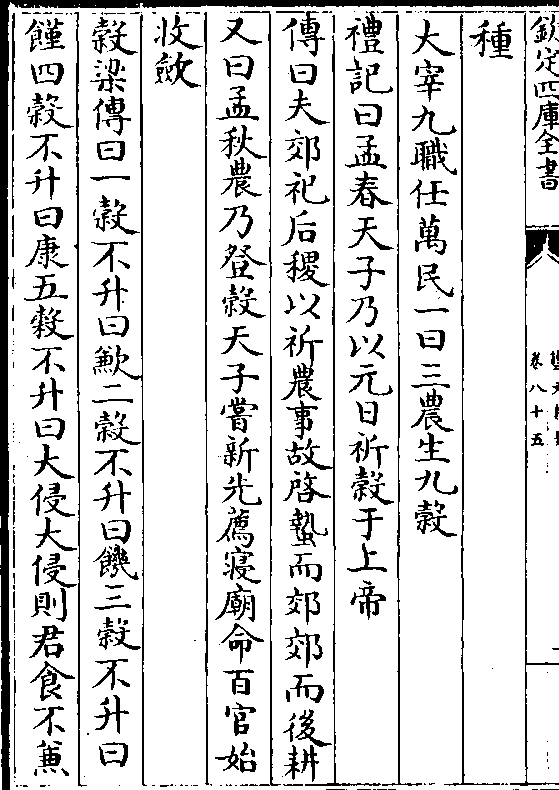 欽定四庫全書
卷八十五
種
大宰九職任萬民一曰三農生九穀
禮記曰孟春天子乃以元日祈穀于上帝
傳曰夫郊祀后稷以祈農事故啓蟄而郊郊而後耕
又曰孟秋農乃登穀天子嘗新先薦寢廟命百官始
收斂
穀梁傳曰一穀不升曰歉二穀不升曰饑三穀不升曰
饉四穀不升曰康五穀不升曰大侵大侵則君食不兼